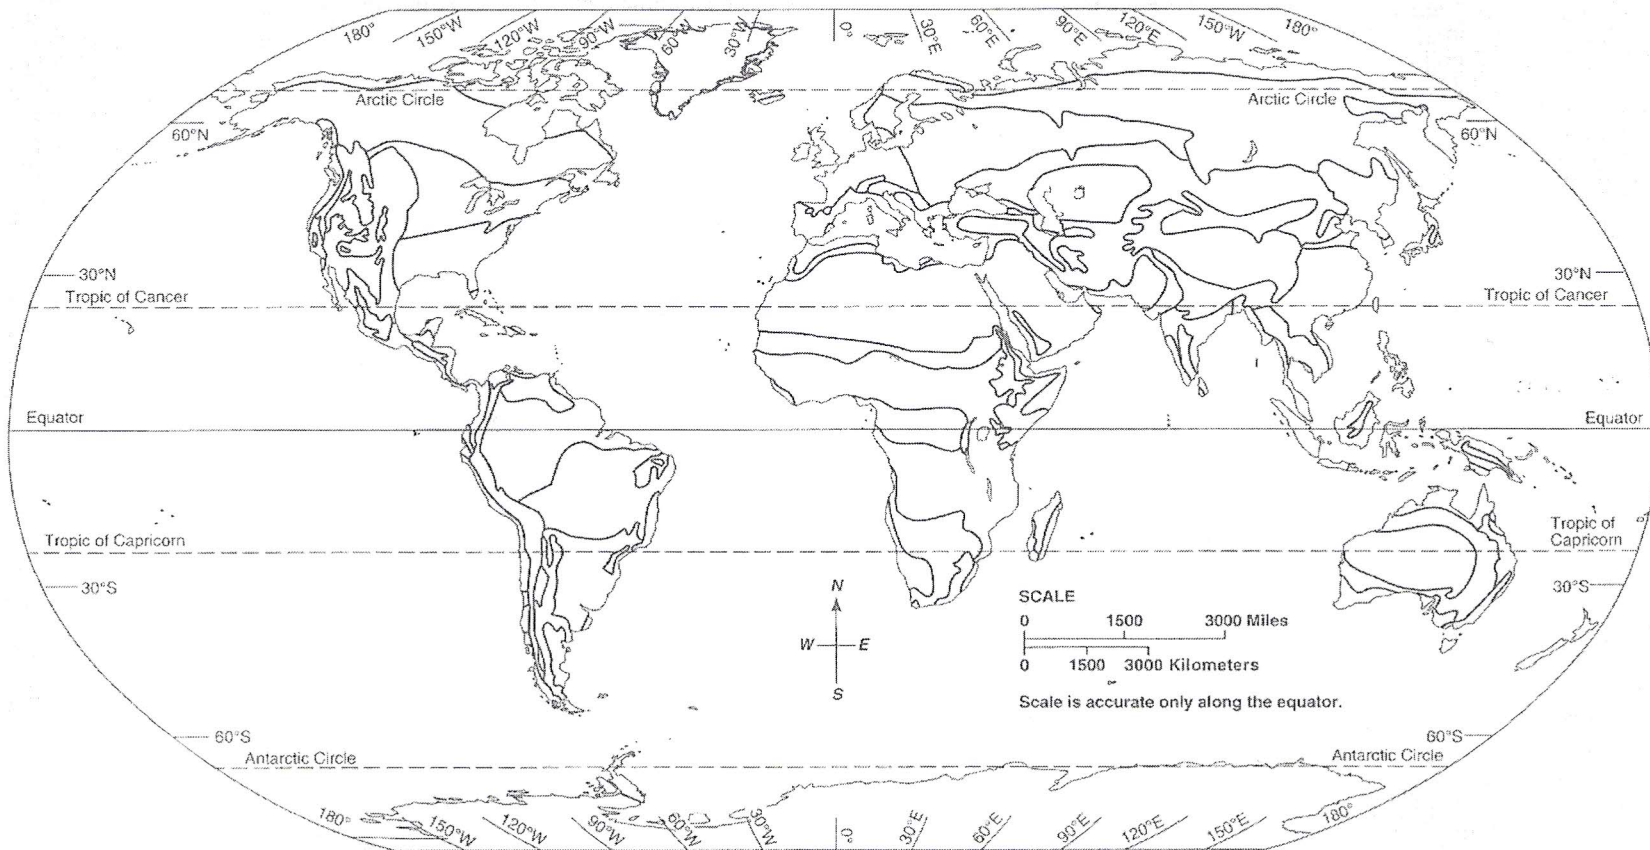 180° 150°W 120°W 90°W 60°W 30°W 0° 30°E 60°E 90°E 120°E 150°W 180°
Arctic Circle Arctic Circle
60°N 60°N
30°N 30°N
Tropic of Cancer Tropic of Cancer
Equator Equator
Tropic of Capricorn Tropic of
Capricorn
30°S 30°S
N
W E
S
SCALE
0 1500 3000 Miles
0 1500 3000 Kilometers
Scale is accurate only along the equator.
60°S 60°S
Antarctic Circle Antarctic Circle
180° 150°W 120°W 90°W 60°W 30°W 0° 30°E 60°E 90°E 120°E 150°E 180°